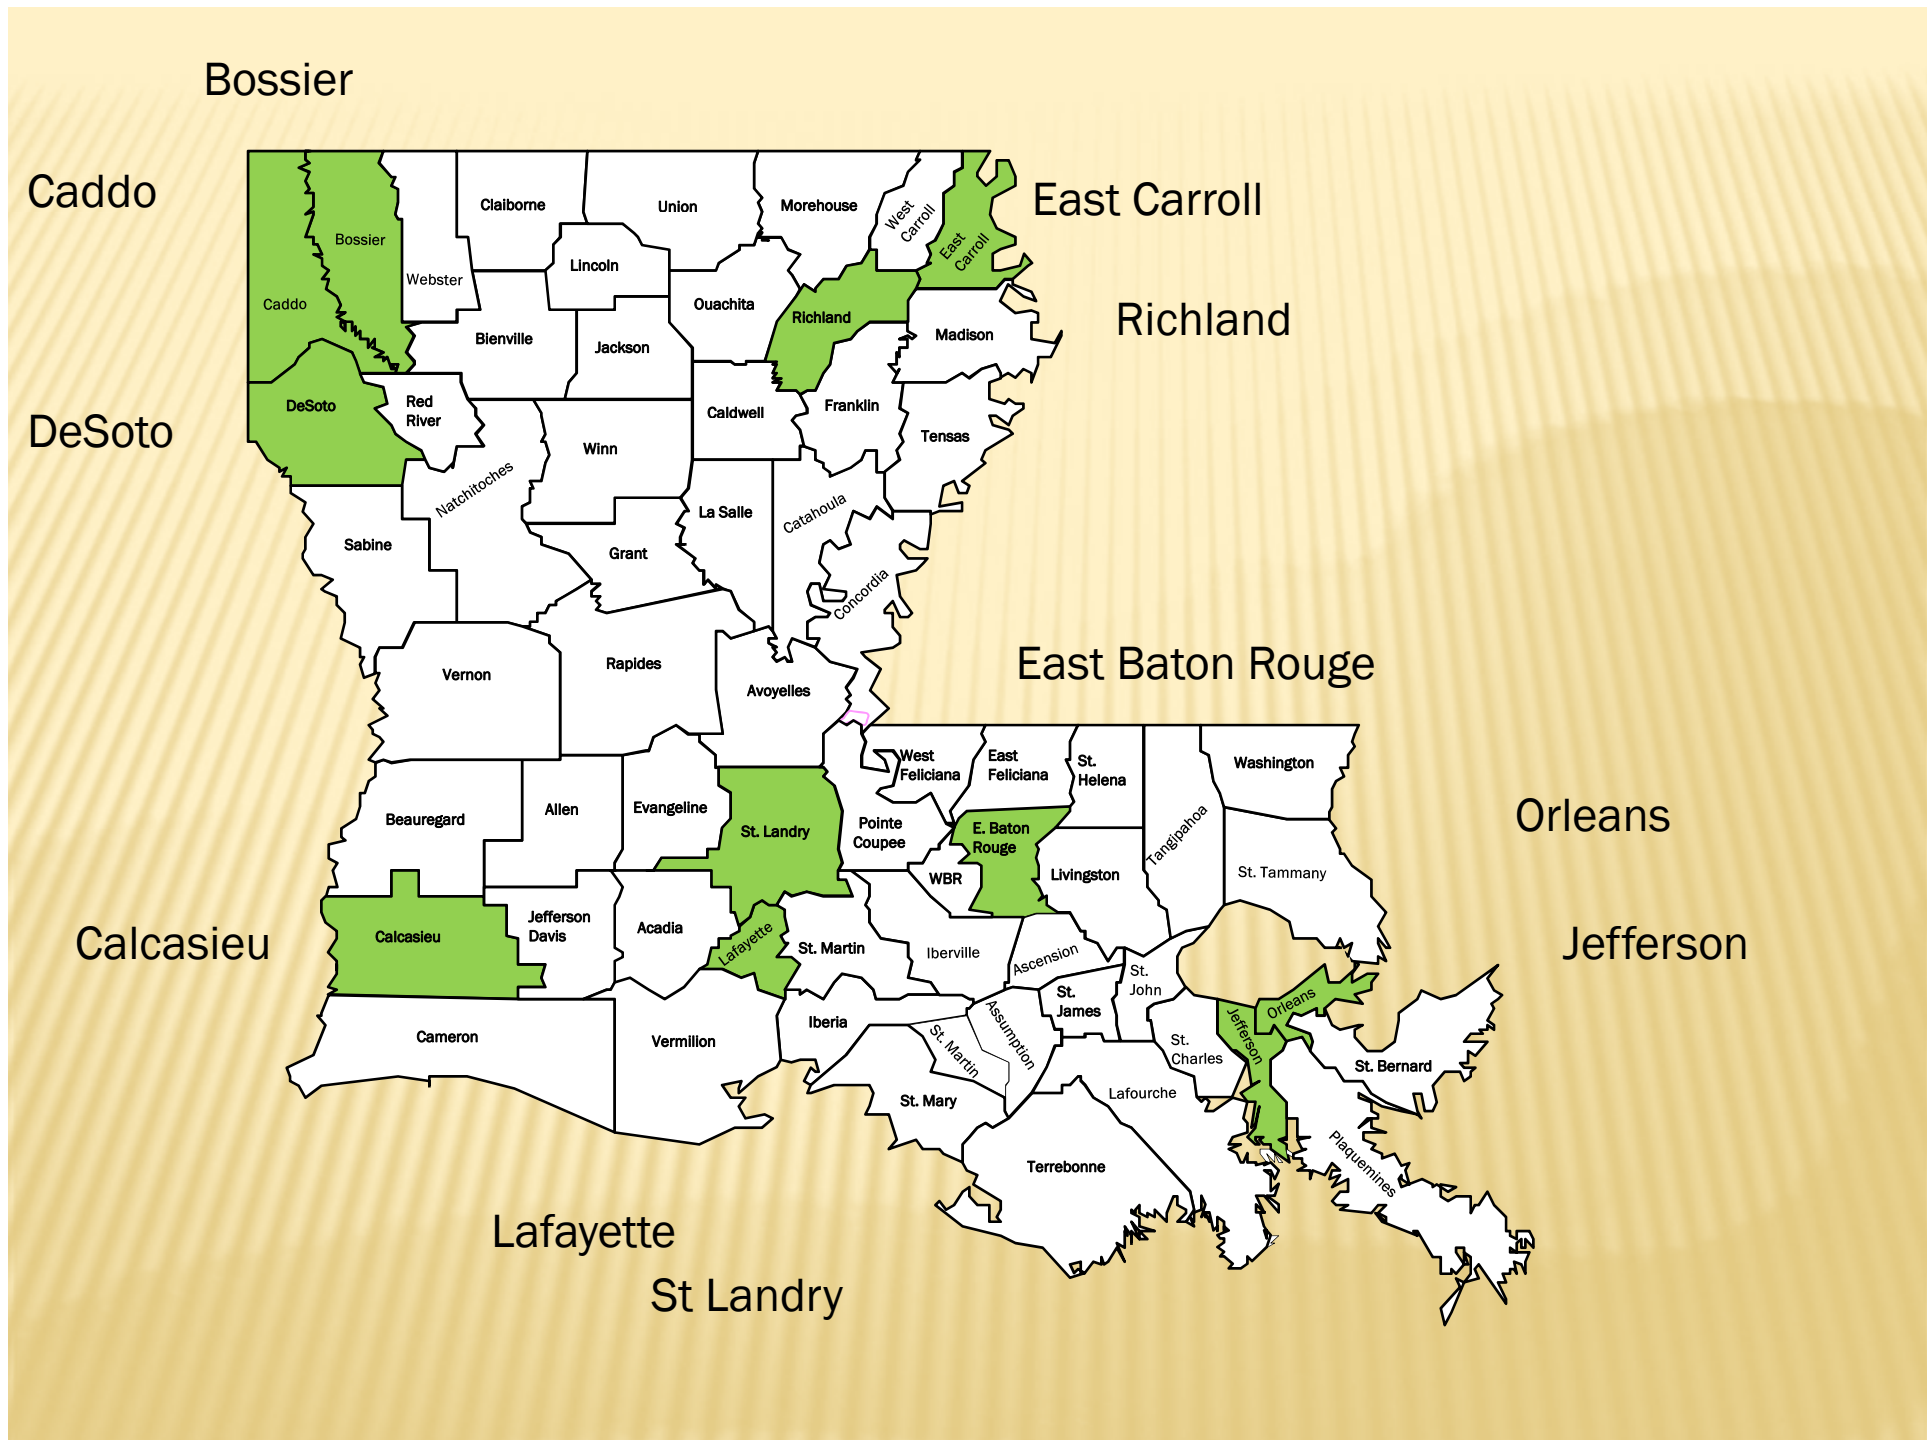 Bossier
Caddo
East Carroll
Richland
DeSoto
East Baton Rouge
Orleans
Calcasieu
Jefferson
Lafayette
St Landry
Caddo
Bossier
Webster
Claiborne
Union
Morehouse
West
Carroll
East
Carroll
Lincoln
Ouachita
Richland
Madison
Bienville
Jackson
DeSoto
Red
River
Caldwell
Franklin
Tensas
Winn
Natchitoches
La Salle
Catahoula
Sabine
Grant
Concordia
Vernon
Rapides
Avoyelles
West
Feliciana
East
Feliciana
St.
Helena
Washington
Beauregard
Allen
Evangeline
St. Landry
Pointe
Coupee
E. Baton
Rouge
Tangipahoa
St. Tammany
WBR
Livingston
Calcasieu
Jefferson
Davis
Acadia
Lafayette
St. Martin
Iberville
Ascension
St.
John
St.
James
Cameron
Vermilion
Iberia
St. Martin
Assumption
St.
Charles
Jefferson
Orleans
St. Bernard
St. Mary
Lafourche
Terrebonne
Plaquemines